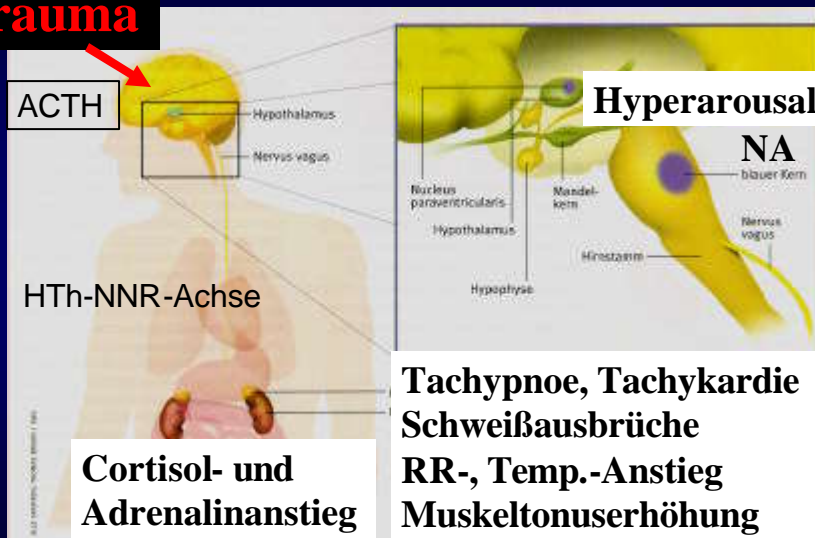 rauma
ACTH
Hypothalamus
Nervus vagus
HTh-NNR-Achse
Cortisol- und
Adrenalinanstieg
Hyperarousal
NA
blauer Kern
Nucleus
paraventricularis
Mandel-
kern
Hypothalamus
Nervus
vagus
Hirnstamm
Hypophyse
Tachypnoe, Tachykardie
Schweißausbrüche
RR-, Temp.-Anstieg
Muskeltonuserhöhung